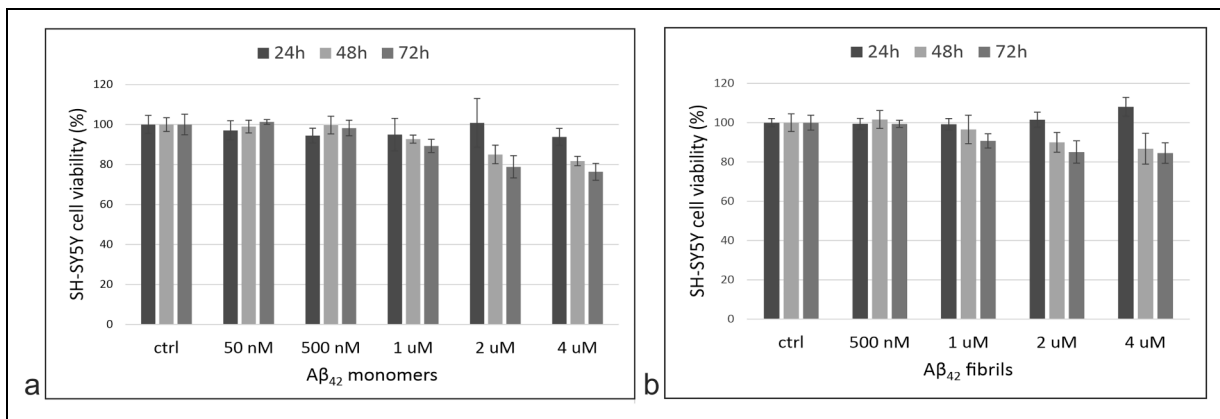 24h 48h 72h
SH-SY5Y cell viability (%)
120
100
80
60
40
20
0
ctrl 50 nM 500 nM 1 uM 2 uM 4 uM
Aβ₄₂ monomers
a
24h 48h 72h
SH-SY5Y cell viability (%)
120
100
80
60
40
20
0
ctrl 500 nM 1 uM 2 uM 4 uM
Aβ₄₂ fibrils
b